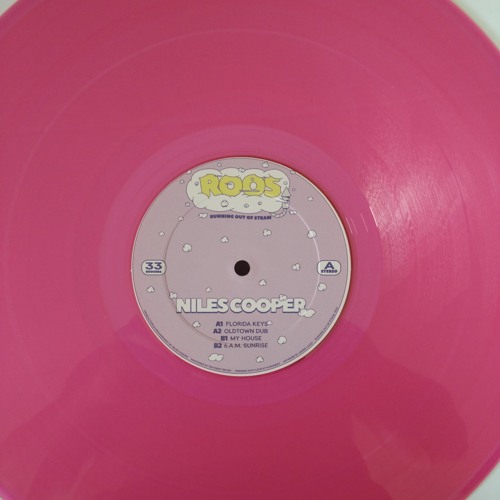 ROOS
RUNNING OUT OF STEAM
33
A
STEREO
NILES COOPER
A1 FLORIDA KEYS
A2 OLDTOWN DUB
B1 MY HOUSE
B2 6 A.M. SUNRISE